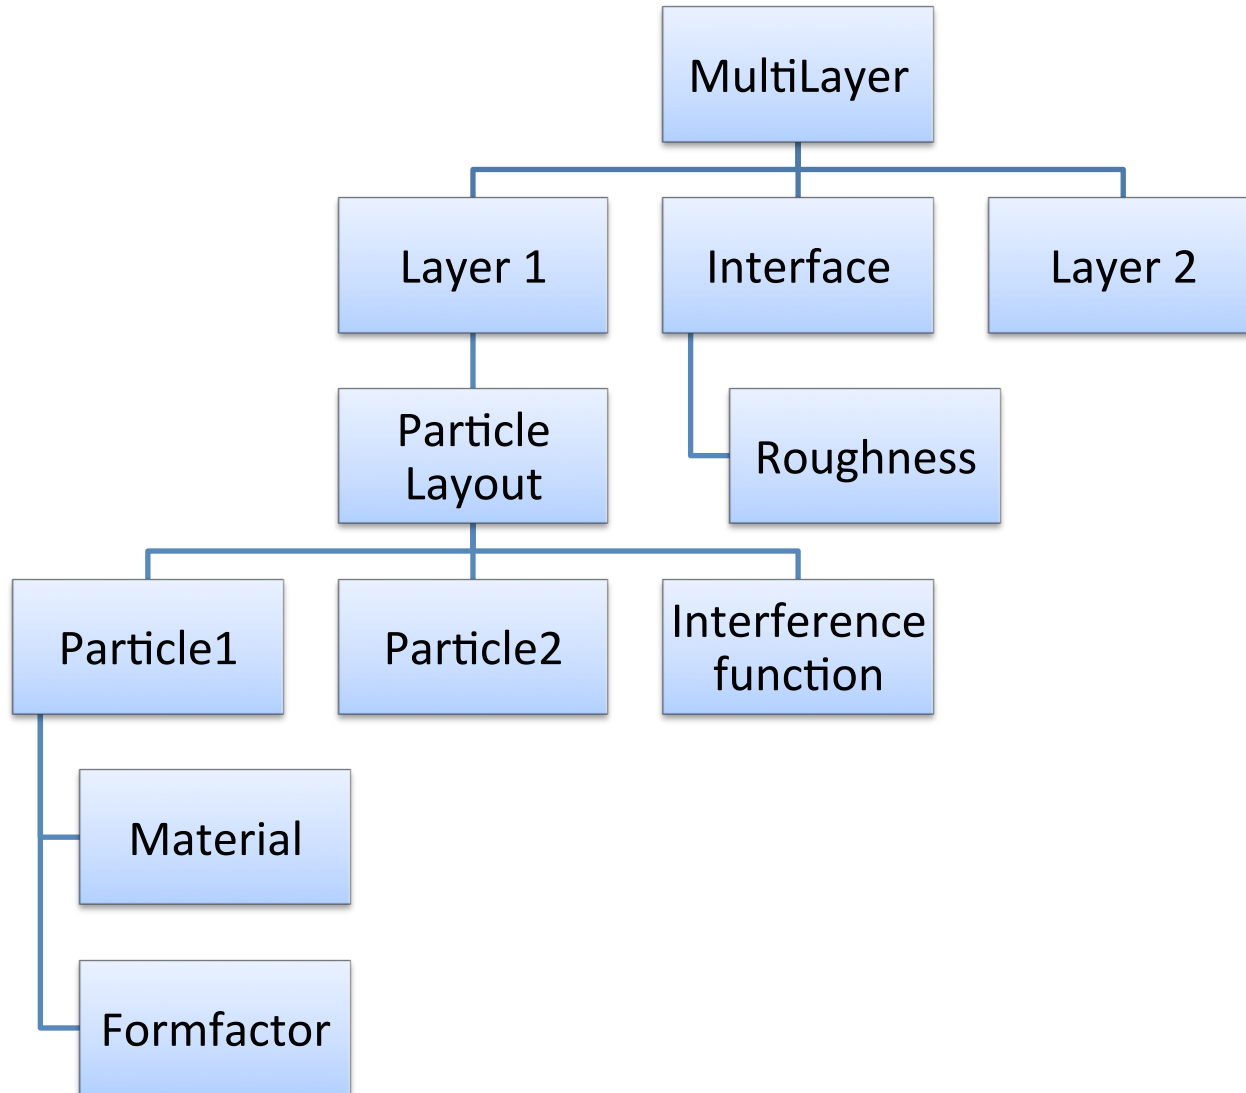 MultiLayer
Layer 1
Interface
Layer 2
Particle
Layout
Roughness
Particle1
Particle2
Interference
function
Material
Formfactor